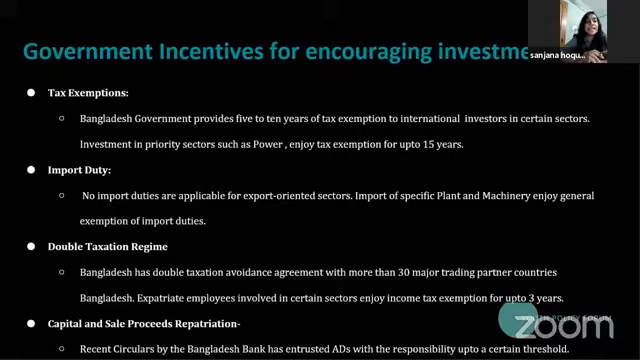 Government Incentives for encouraging investme
sanjana hoqu...
Tax Exemptions:
Bangladesh Government provides five to ten years of tax exemption to international investors in certain sectors.
Investment in priority sectors such as Power , enjoy tax exemption for upto 15 years.
Import Duty:
No import duties are applicable for export-oriented sectors. Import of specific Plant and Machinery enjoy general
exemption of import duties.
Double Taxation Regime
Bangladesh has double taxation avoidance agreement with more than 30 major trading partner countries
Bangladesh. Expatriate employees involved in certain sectors enjoy income tax exemption for upto 3 years.
Capital and Sale Proceeds Repatriation-
POLICY FORUM
zoom
Recent Circulars by the Bangladesh Bank has entrusted ADs with the responsibility upto a certain threshold.